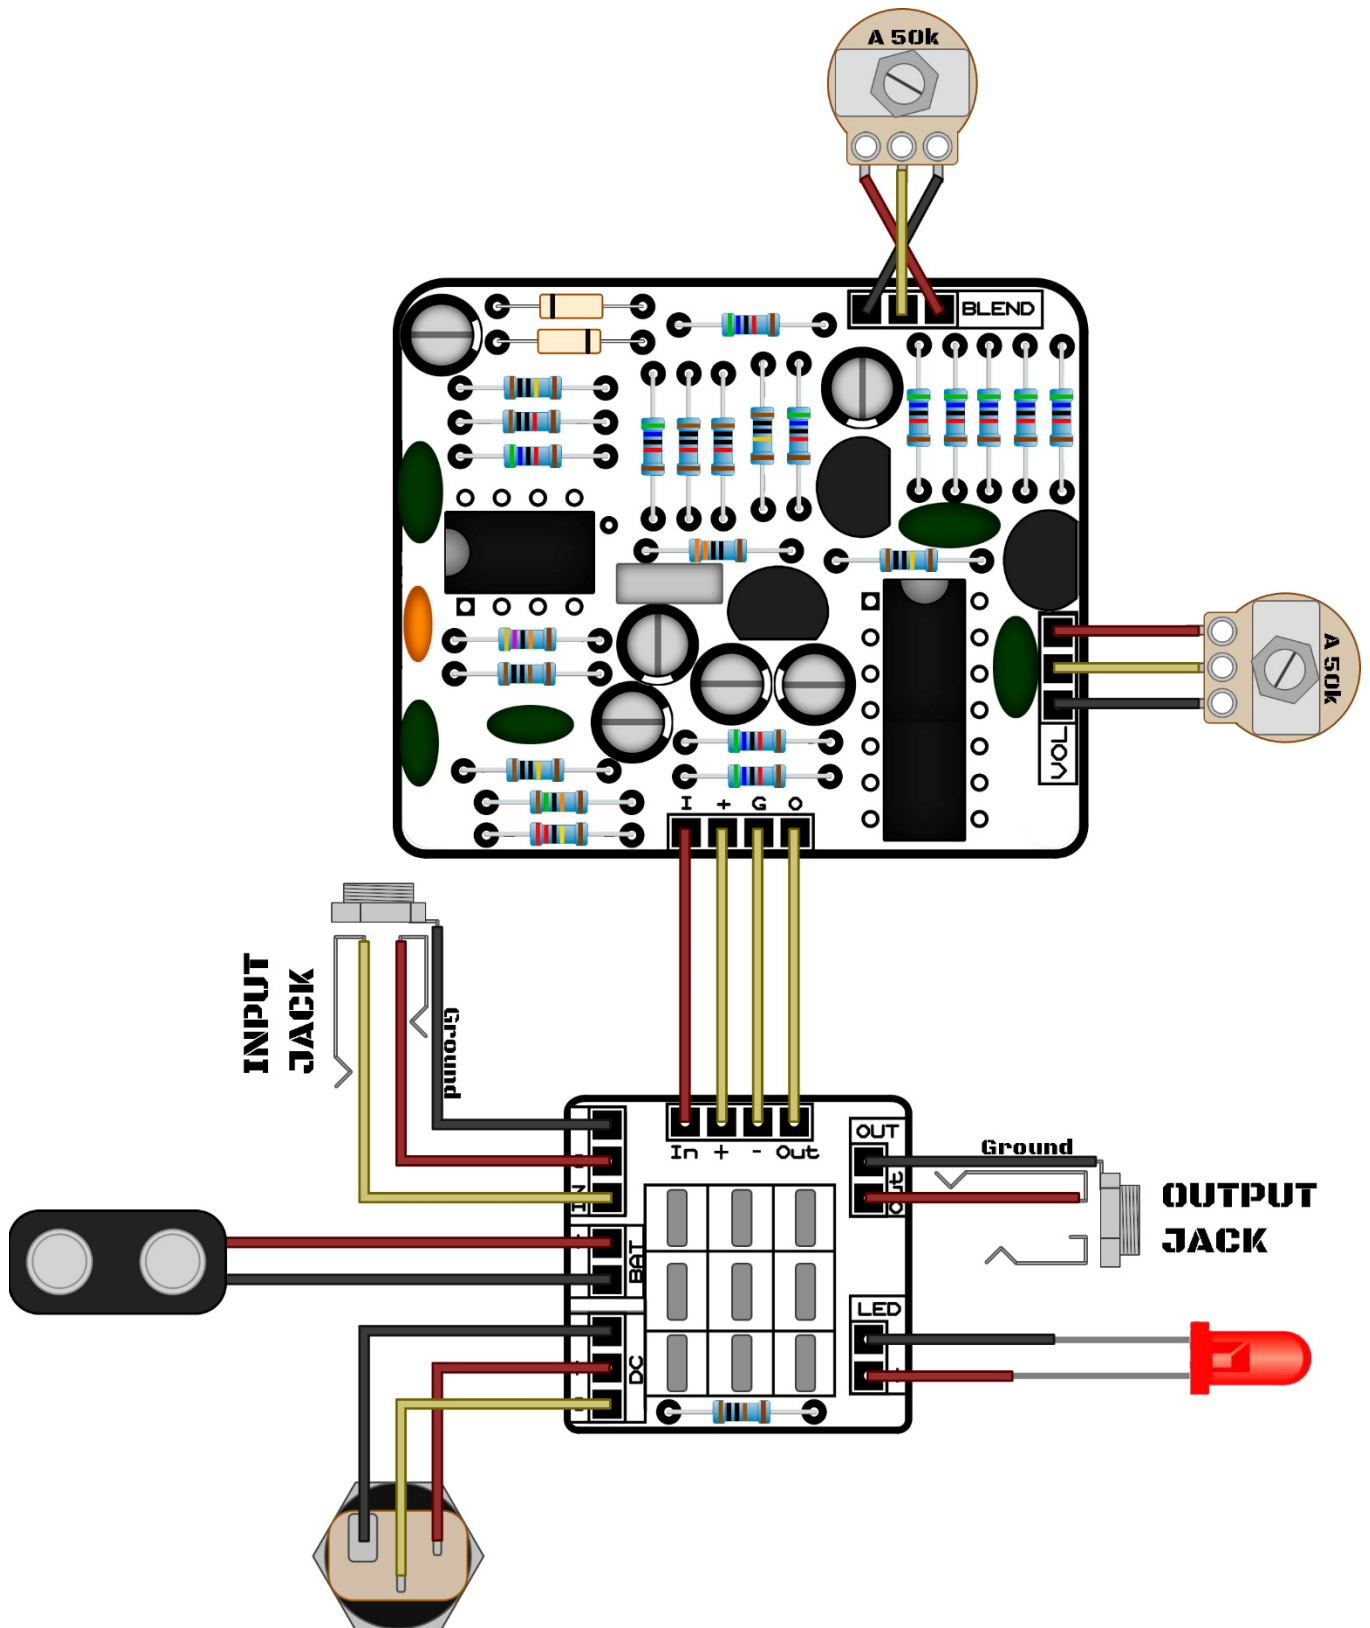 A 50k
BLEND
A 50k
VOL
I + G O
INPUT
JACK
Ground
In + - Out
OUT
Out
Ground
OUTPUT
JACK
IN
BAT
LED
DC